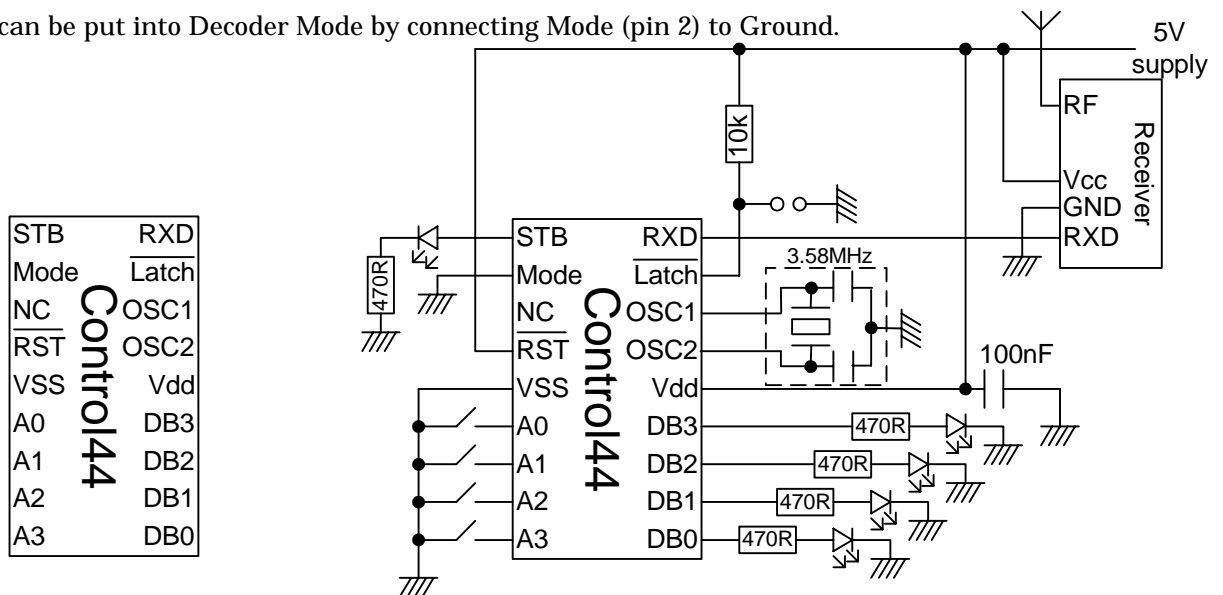 can be put into Decoder Mode by connecting Mode (pin 2) to Ground.
5V
supply
RF
Vcc
GND
RXD
Receiver
10k
STB
Mode
NC
RST
VSS
A0
A1
A2
A3
Control44
RXD
Latch
OSC1
OSC2
Vdd
DB3
DB2
DB1
DB0
470R
STB
Mode
NC
RST
VSS
A0
A1
A2
A3
Control44
RXD
Latch
OSC1
OSC2
Vdd
DB3
DB2
DB1
DB0
3.58MHz
100nF
470R
470R
470R
470R